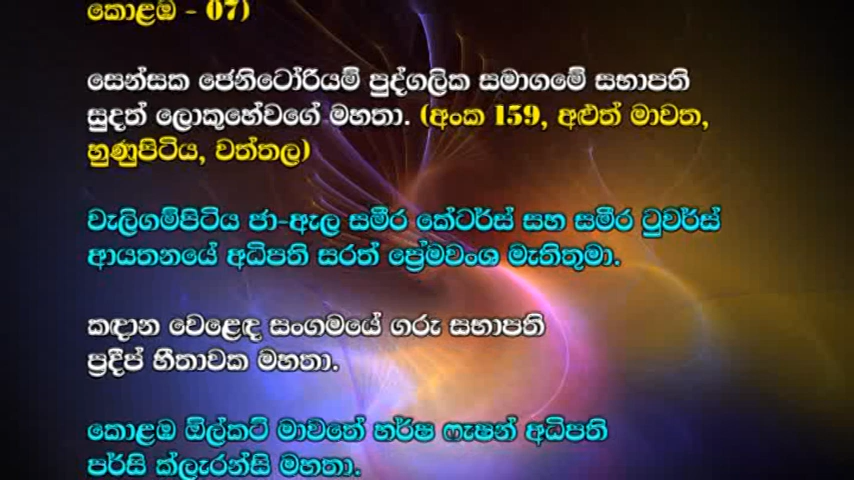 කොළඹ - 07)
සෙන්සක ජෙනිටෝරියම් පුද්ගලික සමාගමේ සභාපති
සුදත් ලොකුහේවගේ මහතා. (අංක 159, අළුත් මාවත,
හුණුපිටිය, වත්තල)
වැලිගම්පිටිය ජා-ඇල සමීර කේටර්ස් සහ සමීර ටුවර්ස්
ආයතනයේ අධිපති සරත් ප්‍රේමවංශ මැතිතුමා.
කඳාන වෙළෙඳ සංගමයේ ගරු සභාපති
ප්‍රදීප් හීතාවක මහතා.
කොළඹ ඕල්කට් මාවතේ හර්ෂ ෆැෂන් අධිපති
පර්සි ක්ලැරන්සි මහතා.